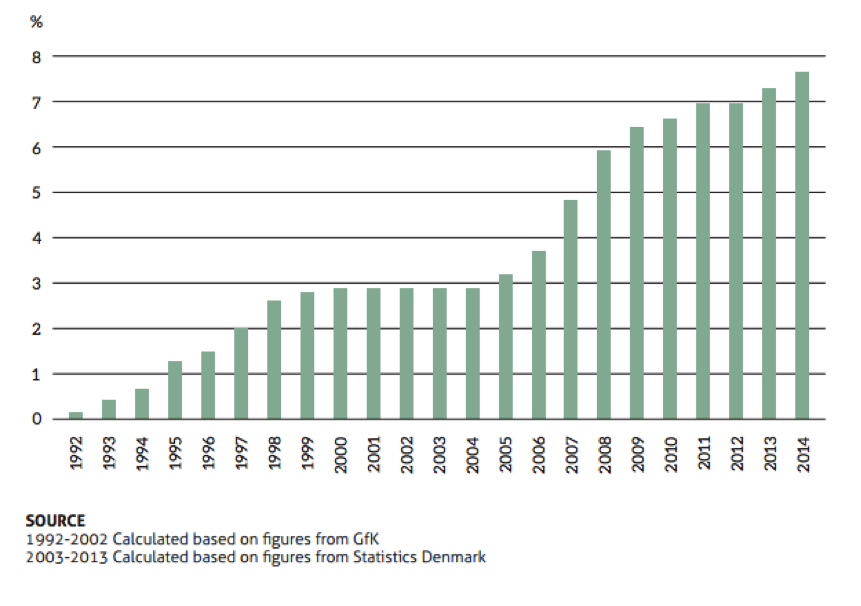 %
8
7
6
5
4
3
2
1
0
1992 1993 1994 1995 1996 1997 1998 1999 2000 2001 2002 2003 2004 2005 2006 2007 2008 2009 2010 2011 2012 2013 2014
SOURCE
1992-2002 Calculated based on figures from GfK
2003-2013 Calculated based on figures from Statistics Denmark